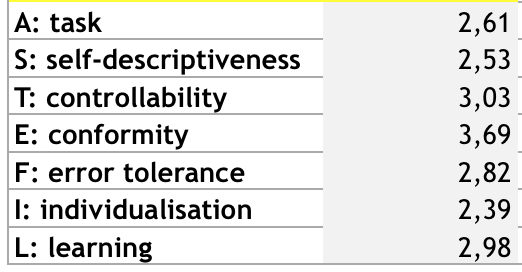 A: task 2,61
S: self-descriptiveness 2,53
T: controllability 3,03
E: conformity 3,69
F: error tolerance 2,82
I: individualisation 2,39
L: learning 2,98